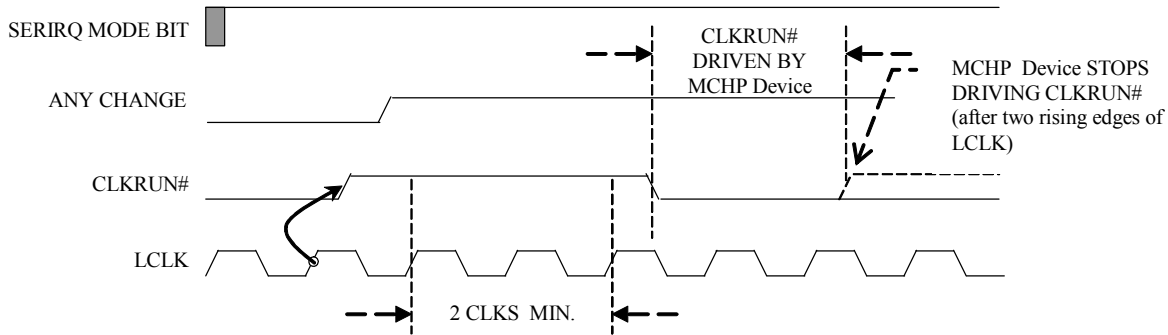 SERIRQ MODE BIT
CLKRUN#
DRIVEN BY
MCHP Device
MCHP Device STOPS
DRIVING CLKRUN#
(after two rising edges of
LCLK)
ANY CHANGE
CLKRUN#
LCLK
2 CLKS MIN.